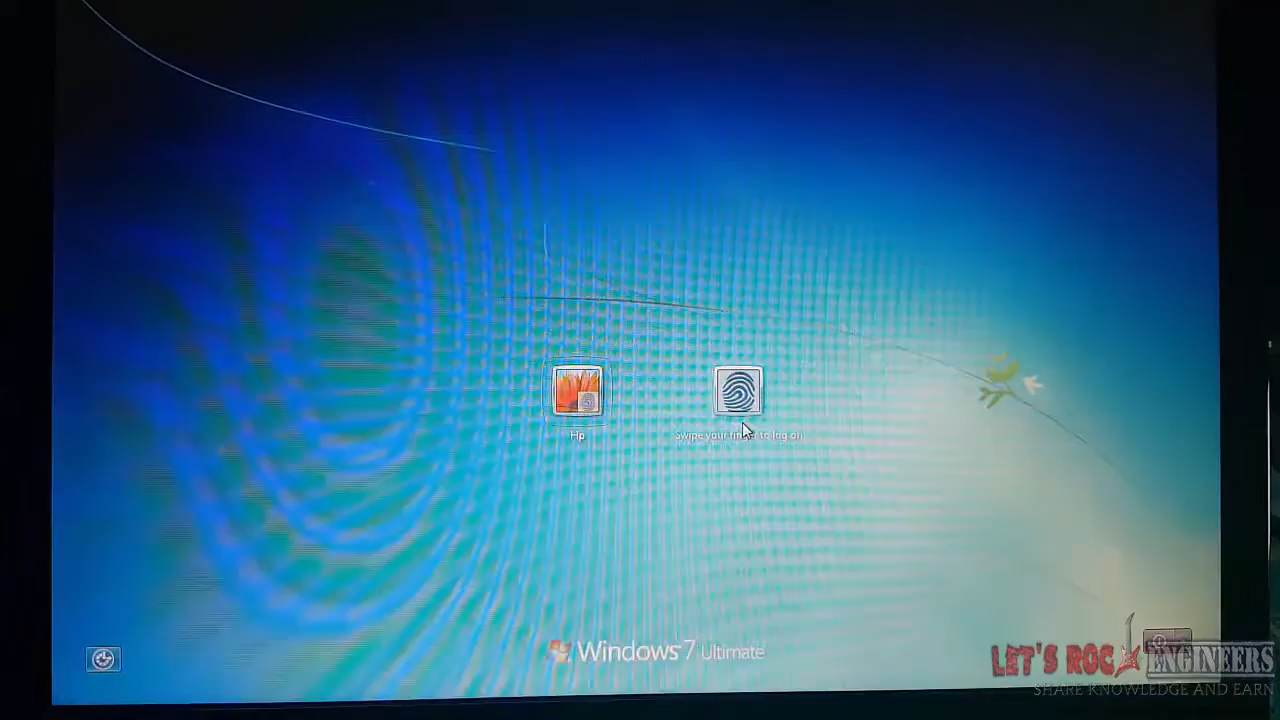 Hp
Swipe your finger to log on
Windows 7 Ultimate
LET'S ROCK ENGINEERS
SHARE KNOWLEDGE AND EARN